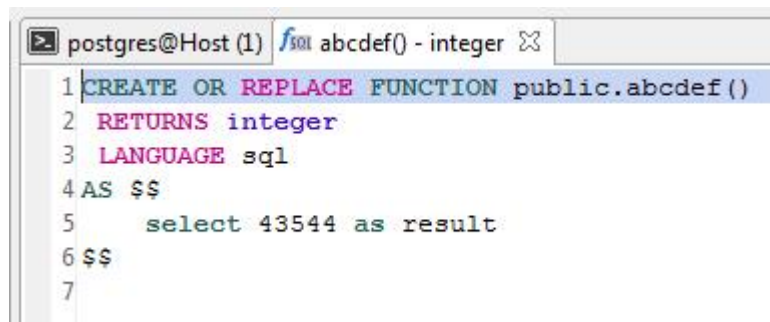 postgres@Host (1) fSQL abcdef() - integer
1 CREATE OR REPLACE FUNCTION public.abcdef()
2  RETURNS integer
3  LANGUAGE sql
4 AS $$
5     select 43544 as result
6 $$
7